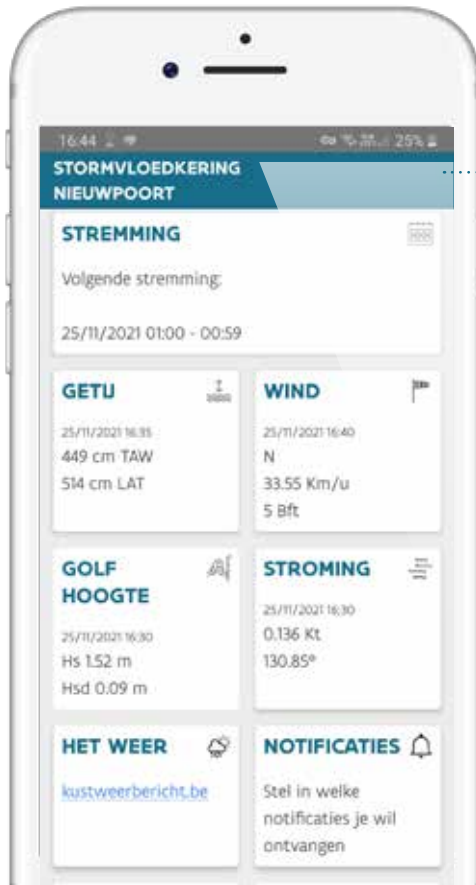 16:44
25%
STORMVLOEDKERING
NIEUWPOORT
STREMMING
Volgende stremming:
25/11/2021 01:00 - 00:59
GETIJ
25/11/2021 16:35
449 cm TAW
514 cm LAT
WIND
25/11/2021 16:40
N
33.55 Km/u
5 Bft
GOLF
HOOGTE
25/11/2021 16:30
Hs 1.52 m
Hsd 0.09 m
STROMING
25/11/2021 16:30
0.136 Kt
130.85°
HET WEER
kustweerbericht.be
NOTIFICATIES
Stel in welke
notificaties je wil
ontvangen